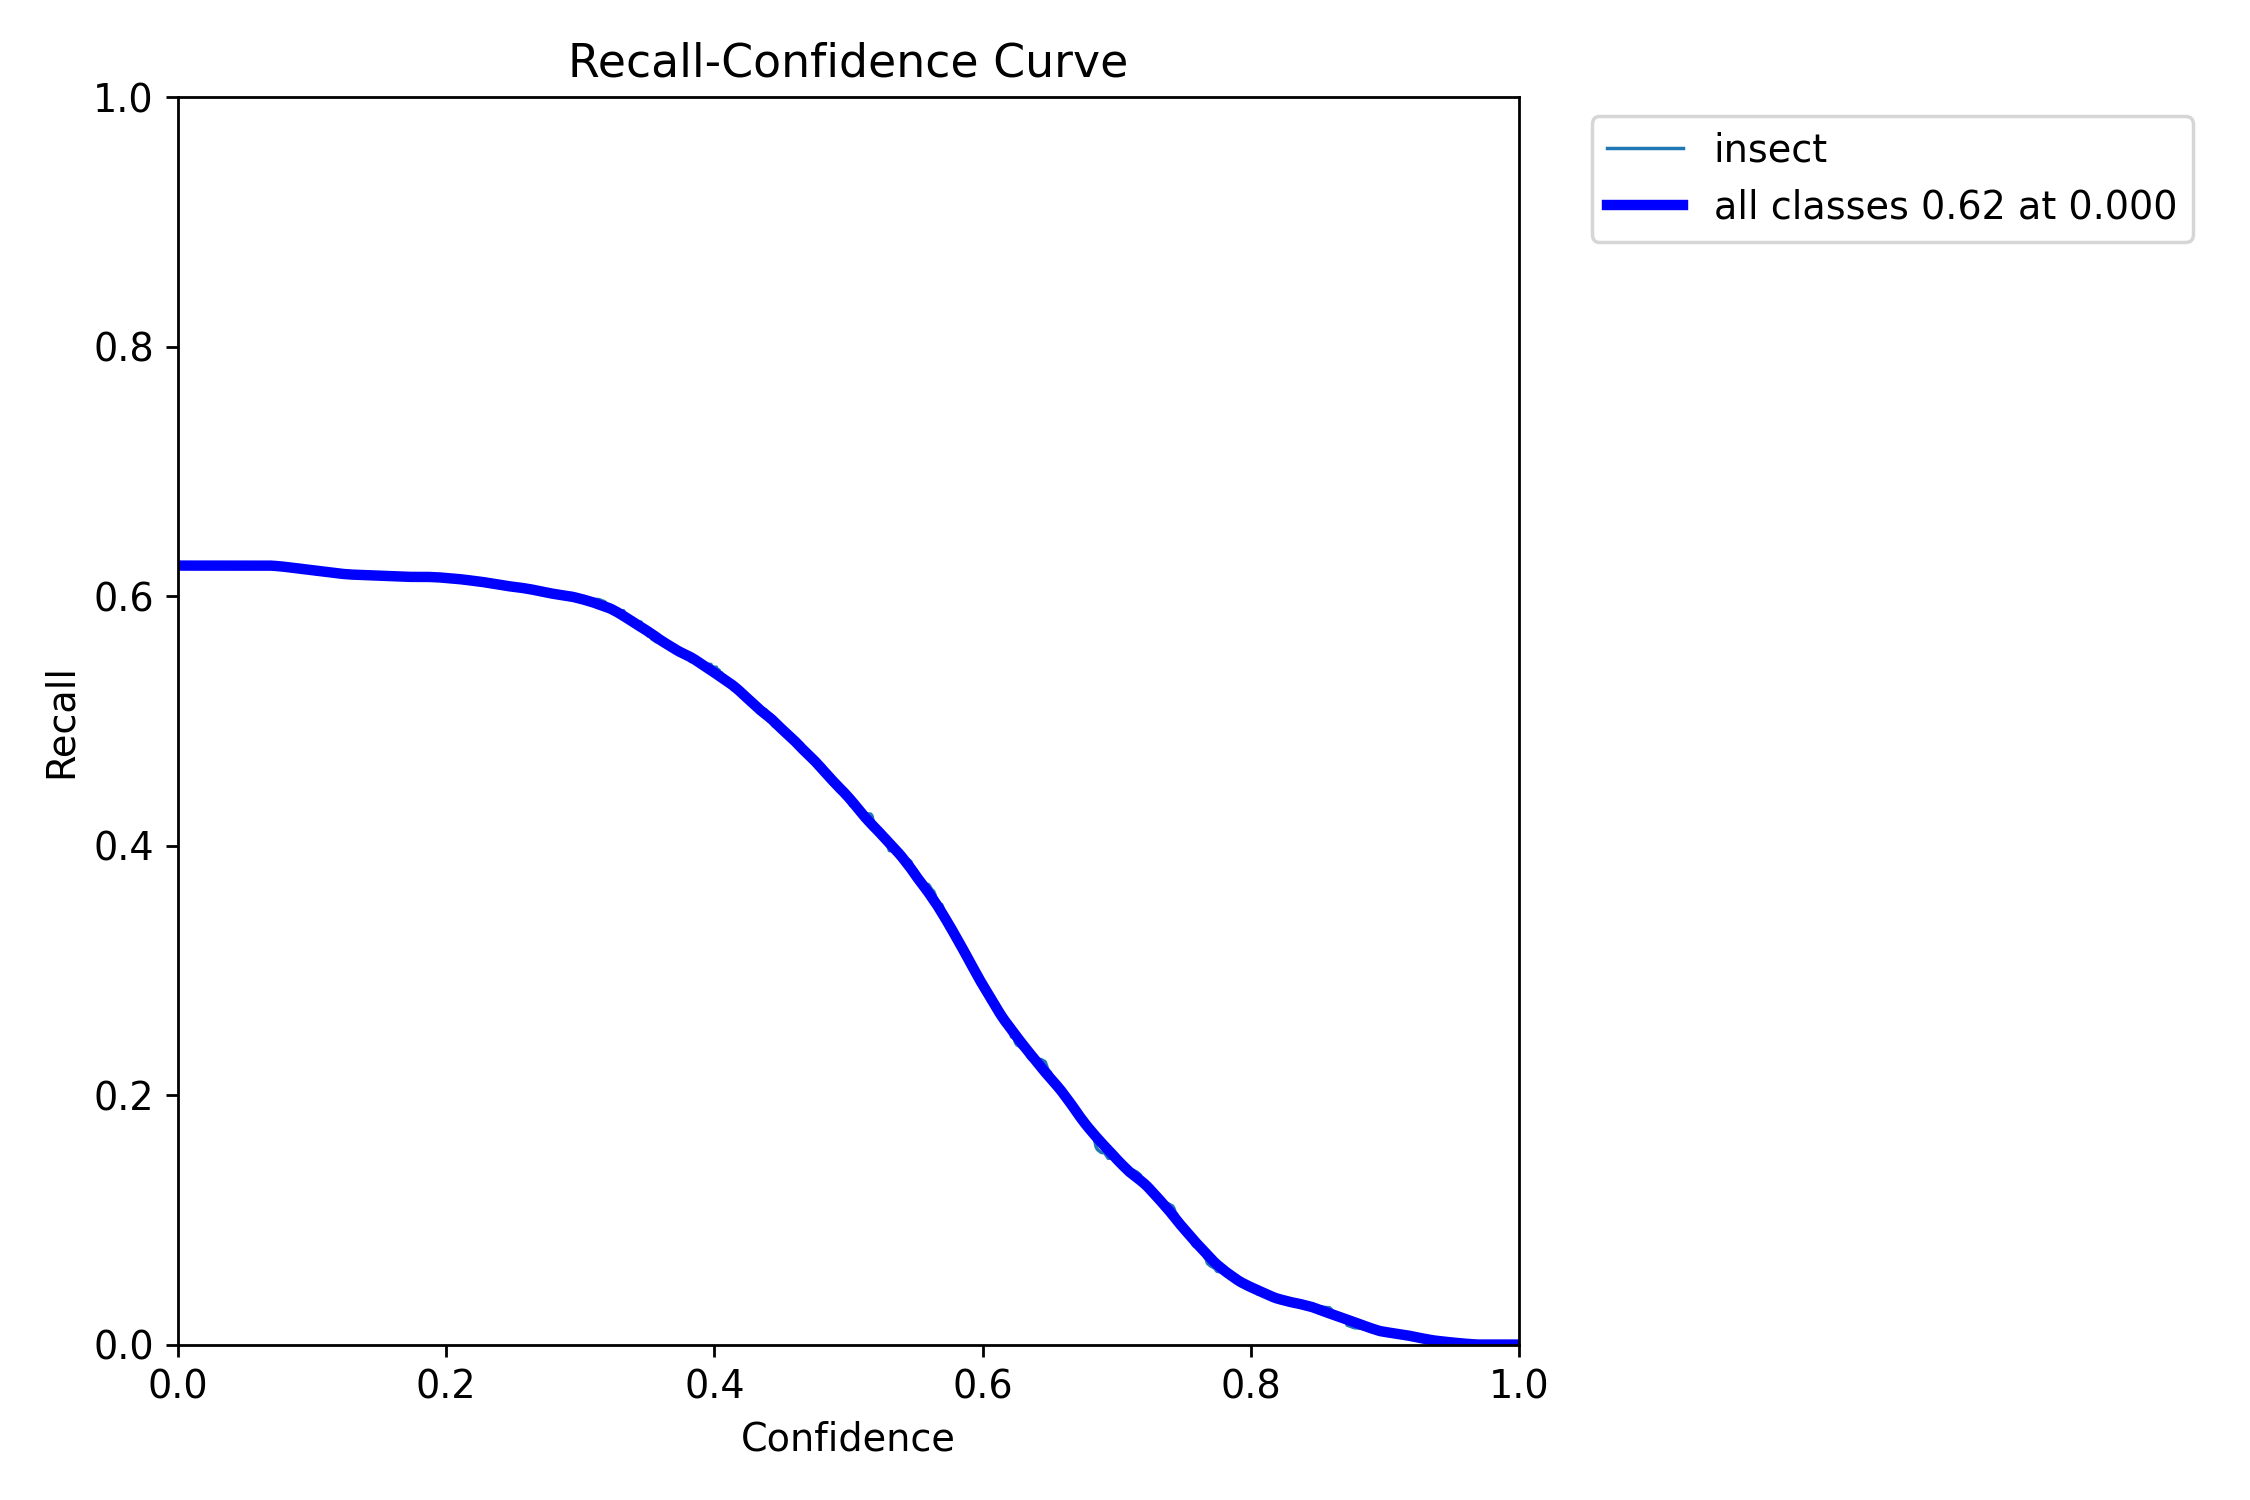 Recall-Confidence Curve
1.0
0.8
0.6
0.4
0.2
0.0
Recall
0.0 0.2 0.4 0.6 0.8 1.0
Confidence
insect
all classes 0.62 at 0.000